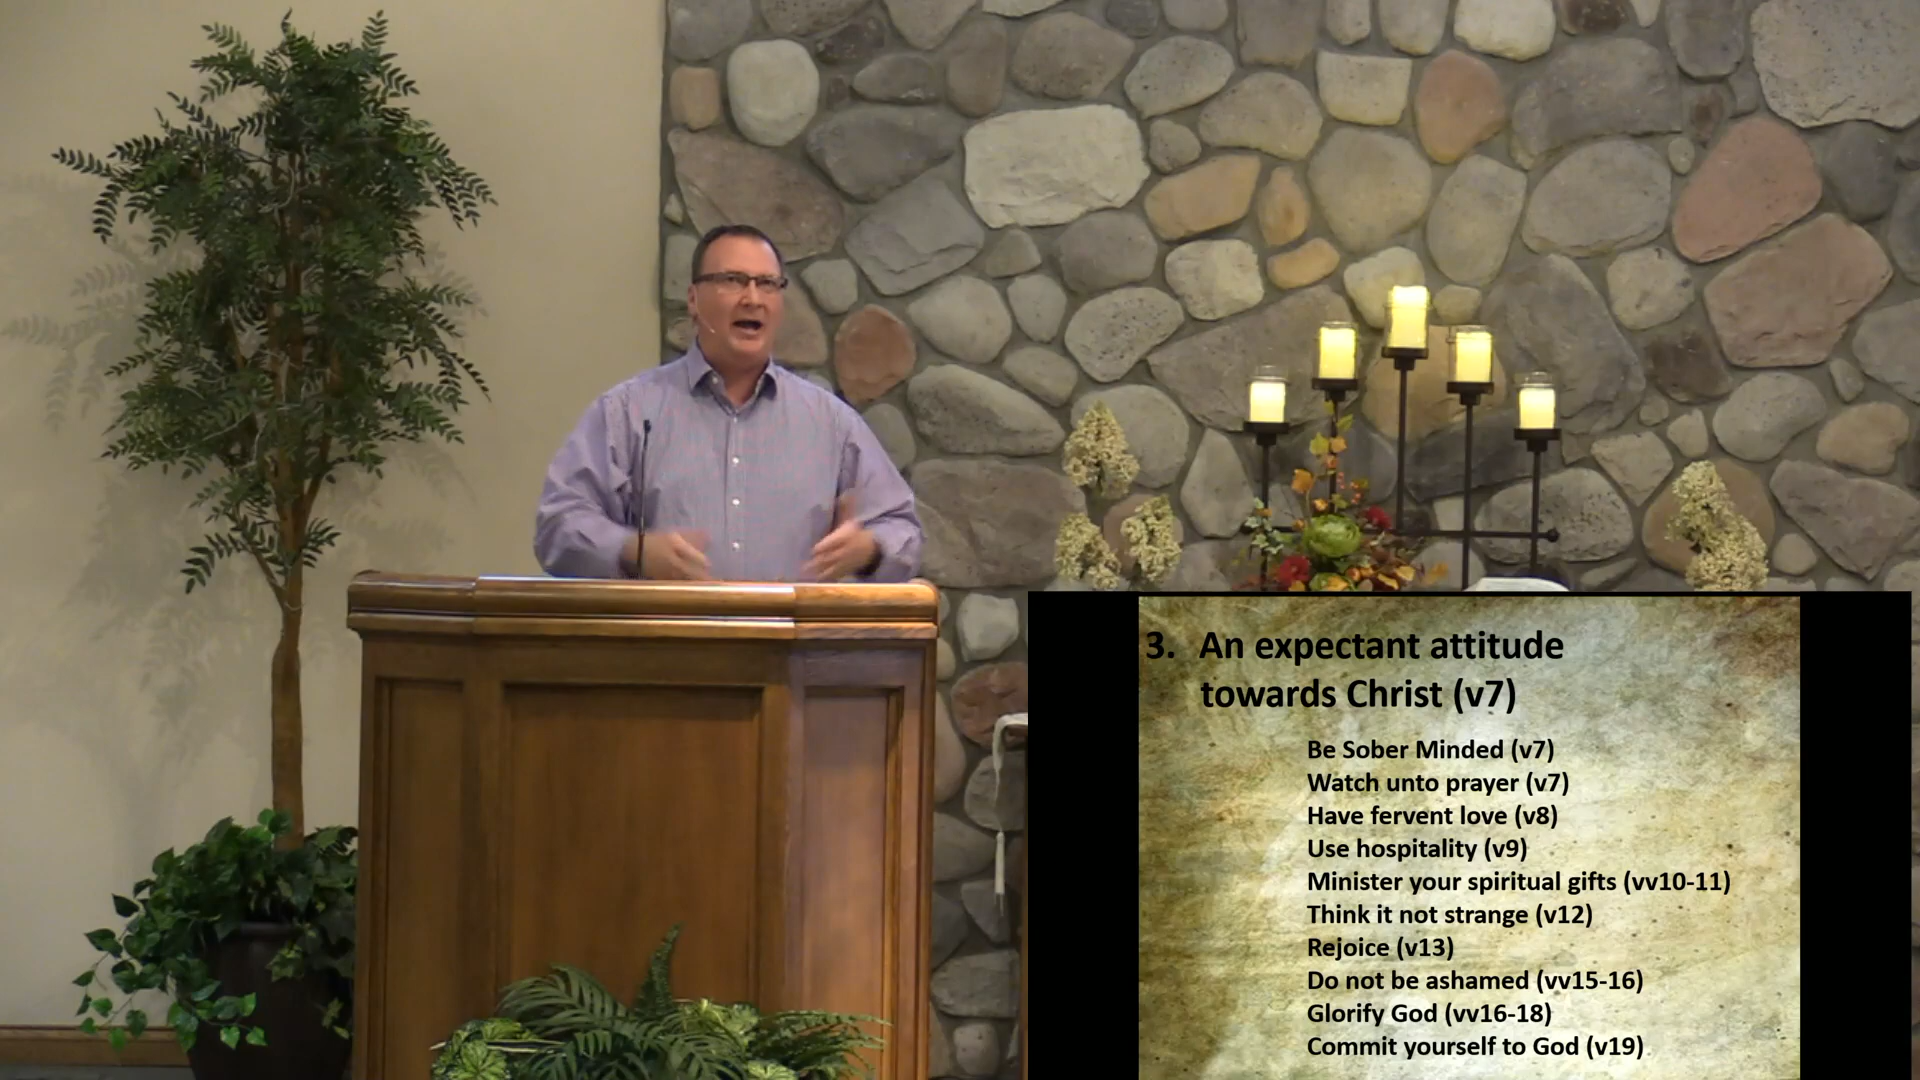 3. An expectant attitude
towards Christ (v7)
Be Sober Minded (v7)
Watch unto prayer (v7)
Have fervent love (v8)
Use hospitality (v9)
Minister your spiritual gifts (vv10-11)
Think it not strange (v12)
Rejoice (v13)
Do not be ashamed (vv15-16)
Glorify God (vv16-18)
Commit yourself to God (v19)